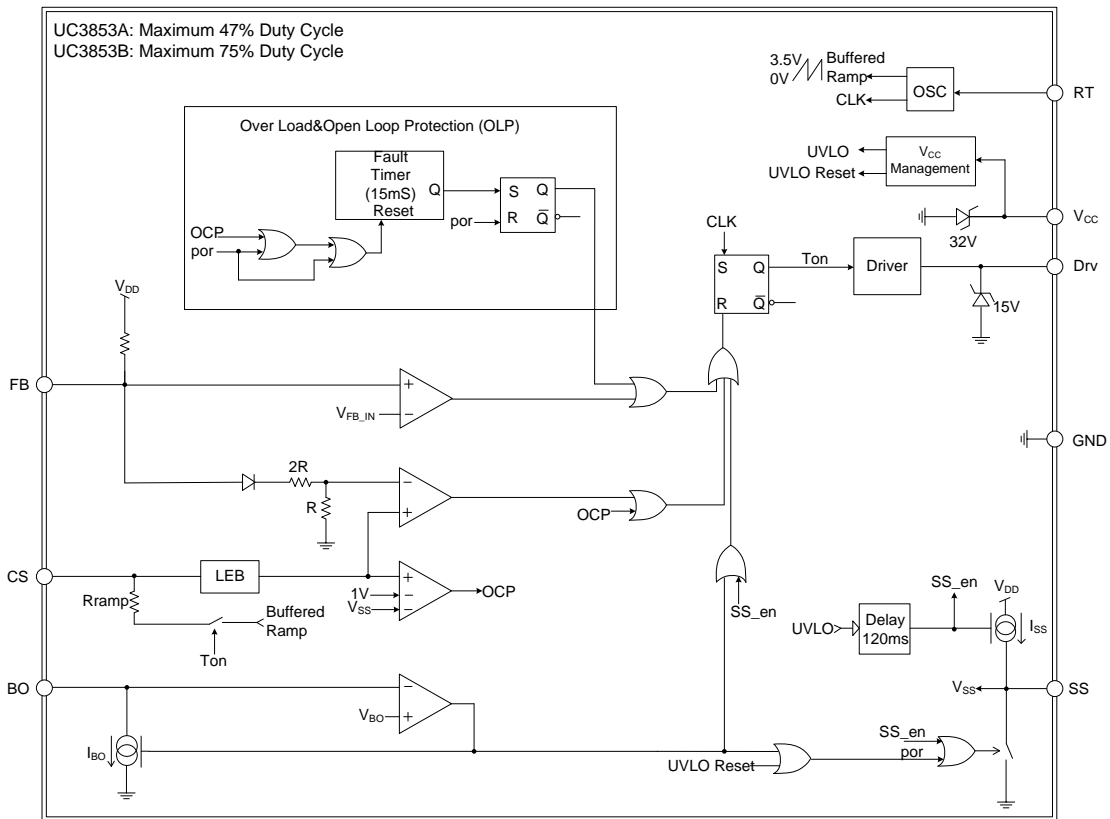 UC3853A: Maximum 47% Duty Cycle
UC3853B: Maximum 75% Duty Cycle
3.5V
0V
Buffered
Ramp
CLK
OSC
RT
UVLO
UVLO Reset
VCC
Management
32V
VCC
Over Load&Open Loop Protection (OLP)
Fault
Timer
(15mS)
Reset
Q
S
Q
R
Q
por
OCP
por
CLK
S
Q
R
Q
Ton
Driver
Drv
15V
VDD
FB
+
−
VFB_IN
GND
2R
R
−
+
OCP
CS
LEB
1V
VSS
+
−
−
OCP
Rramp
Buffered
Ramp
Ton
SS_en
SS_en
VDD
UVLO
Delay
120ms
ISS
BO
−
VBO
+
VSS
SS
IBO
UVLO Reset
SS_en
por